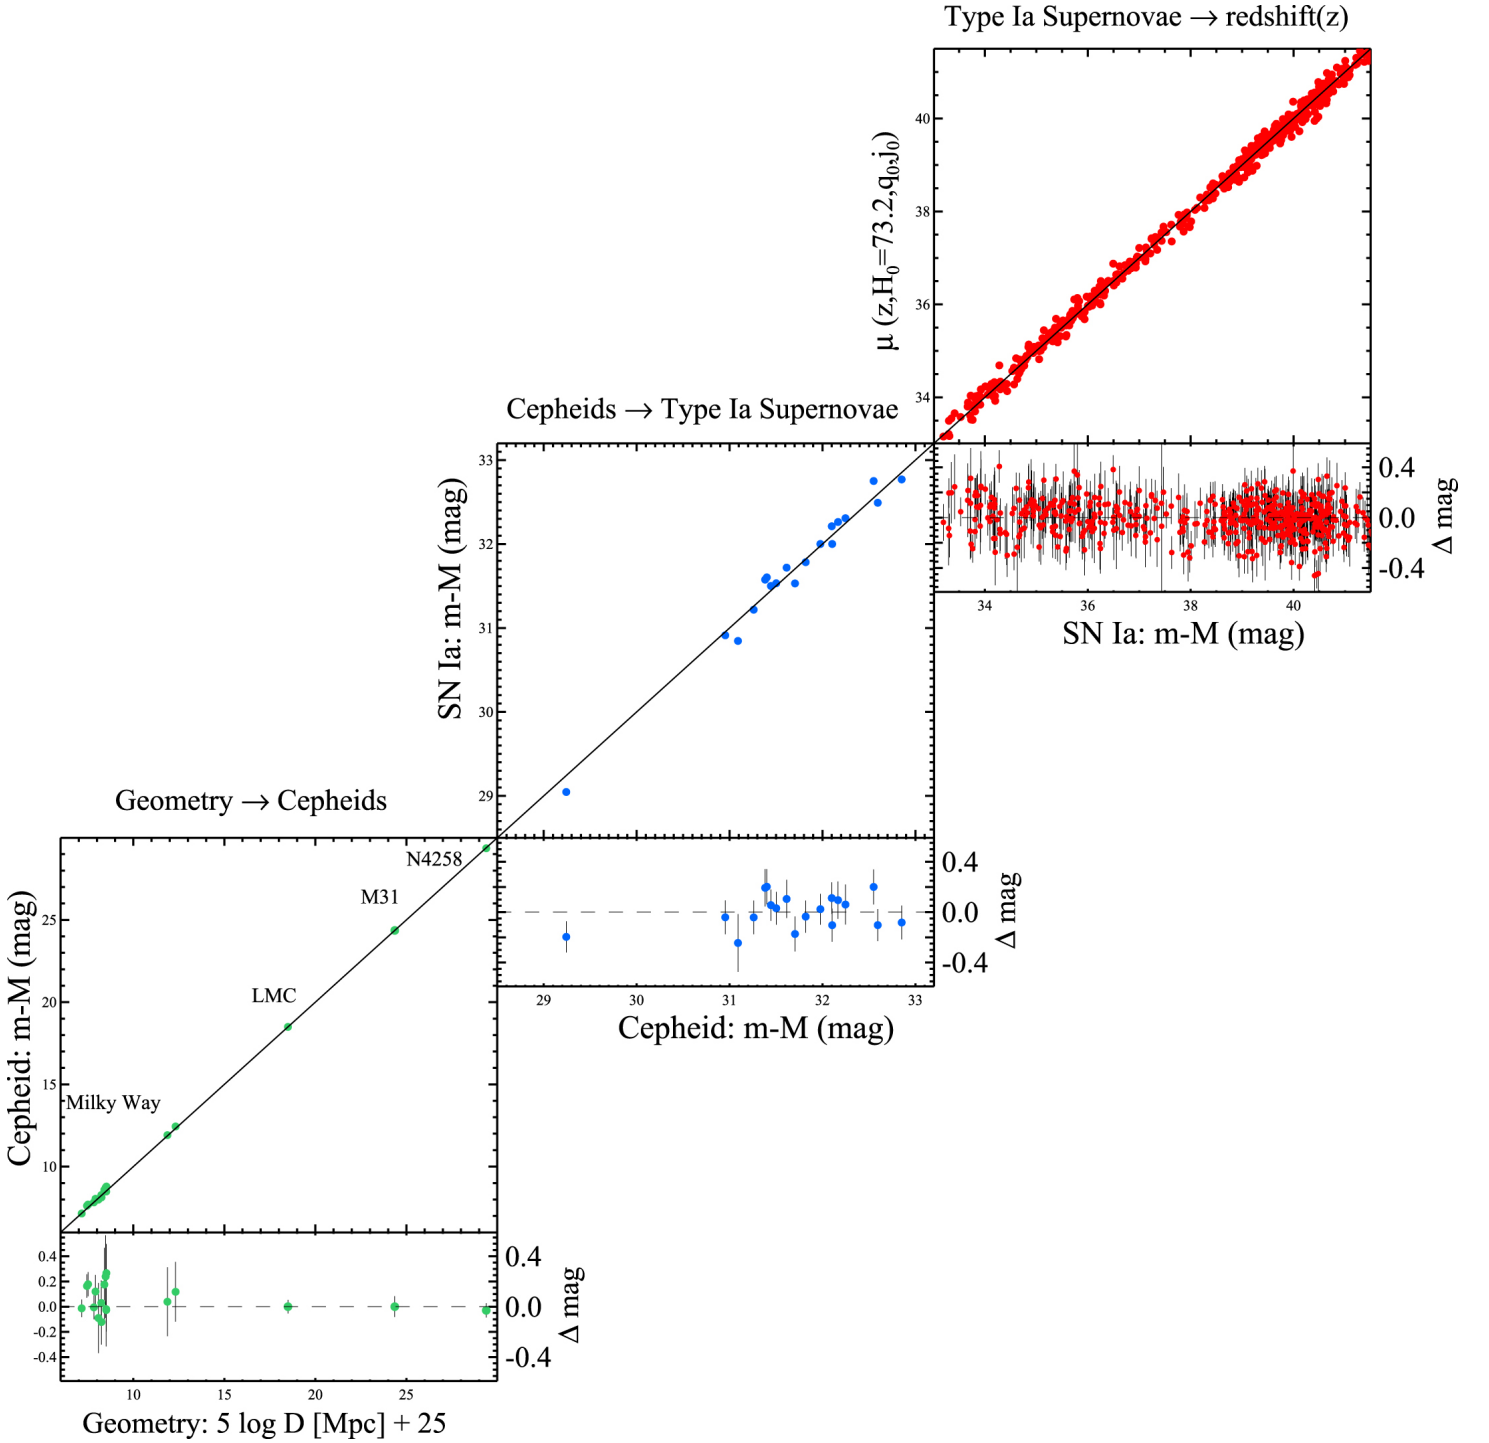 Type Ia Supernovae → redshift(z)
40
38
36
34
μ (z,H₀=73.2,q₀,j₀)
0.4
0.0
-0.4
Δ mag
34 36 38 40
SN Ia: m-M (mag)
Cepheids → Type Ia Supernovae
33
32
31
30
29
SN Ia: m-M (mag)
0.4
0.0
-0.4
Δ mag
29 30 31 32 33
Cepheid: m-M (mag)
Geometry → Cepheids
N4258
M31
LMC
Milky Way
25
20
15
10
Cepheid: m-M (mag)
0.4
0.2
0.0
-0.2
-0.4
0.4
0.0
-0.4
Δ mag
10 15 20 25
Geometry: 5 log D [Mpc] + 25